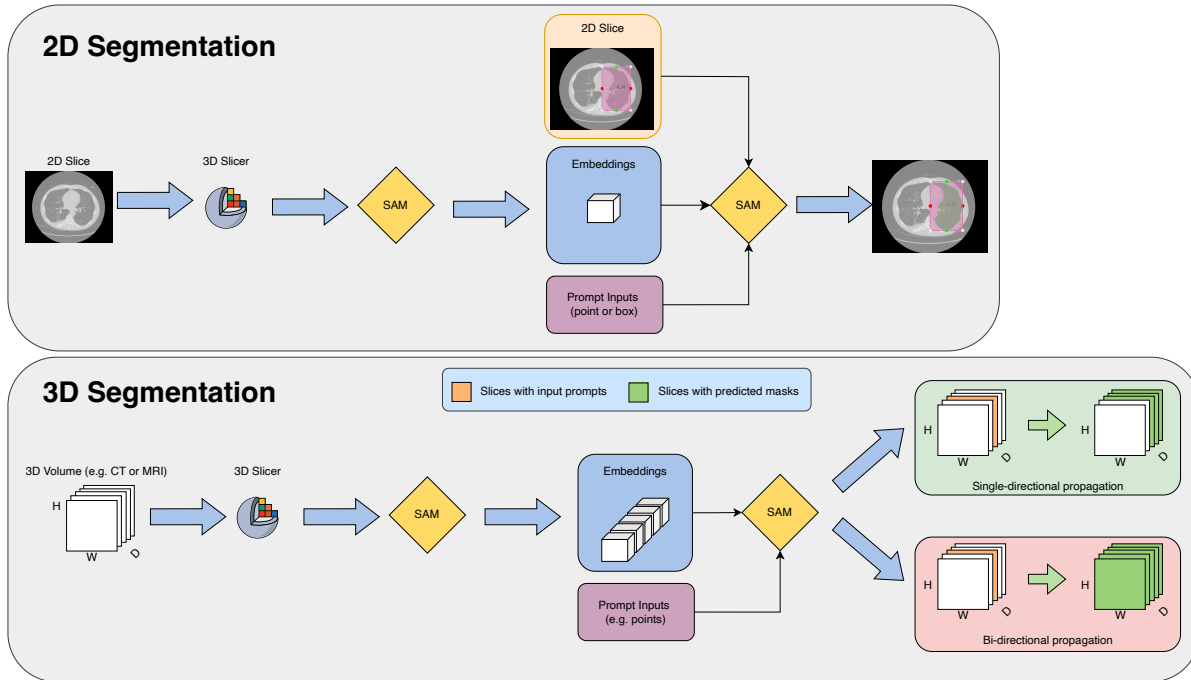 2D Segmentation
2D Slice
2D Slice
3D Slicer
SAM
Embeddings
SAM
Prompt Inputs
(point or box)
3D Segmentation
Slices with input prompts
Slices with predicted masks
3D Volume (e.g. CT or MRI)
H
W
D
3D Slicer
SAM
Embeddings
SAM
Prompt Inputs
(e.g. points)
H
W
D
H
W
D
Single-directional propagation
H
W
D
H
W
D
Bi-directional propagation